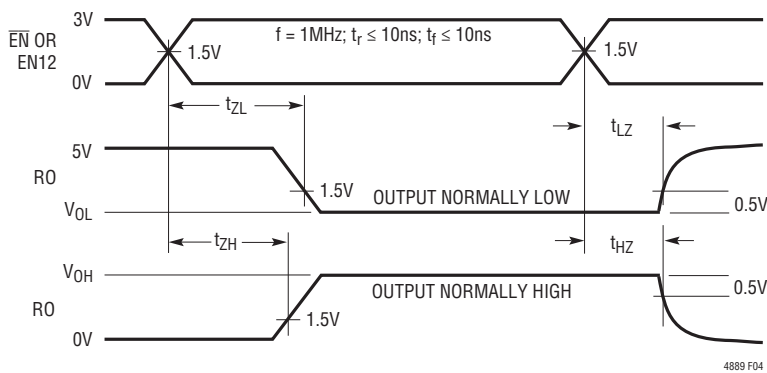 3V
EN OR
EN12
0V
1.5V
f = 1MHz; tr ≤ 10ns; tf ≤ 10ns
1.5V
tZL
tLZ
5V
RO
VOL
1.5V
OUTPUT NORMALLY LOW
0.5V
tZH
tHZ
VOH
RO
0V
1.5V
OUTPUT NORMALLY HIGH
0.5V
4889 F04